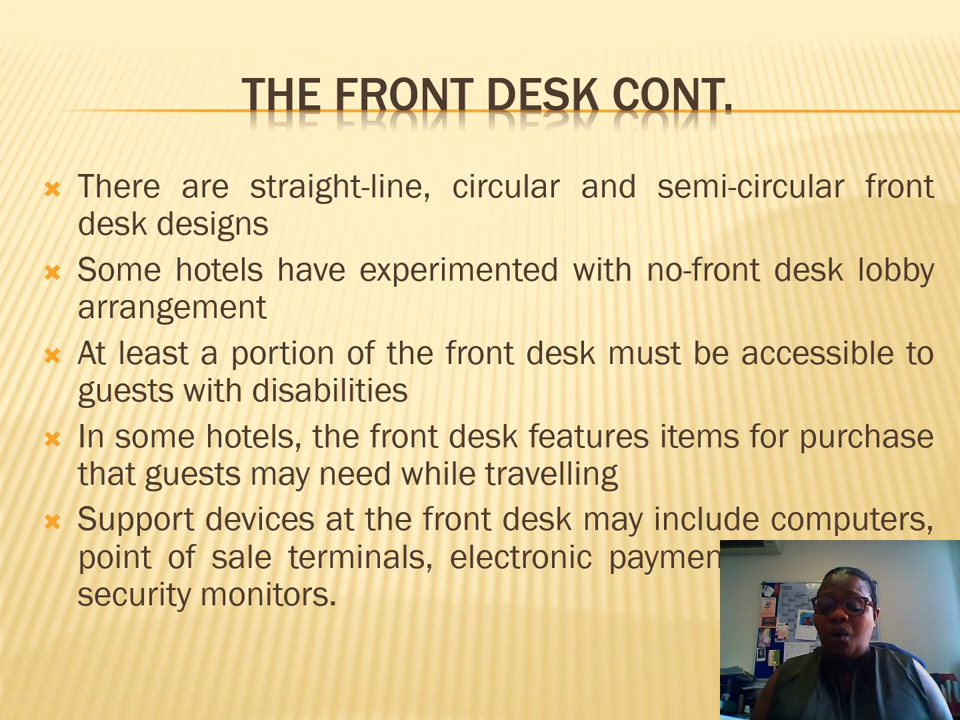 THE FRONT DESK CONT.
There are straight-line, circular and semi-circular front
desk designs
Some hotels have experimented with no-front desk lobby
arrangement
At least a portion of the front desk must be accessible to
guests with disabilities
In some hotels, the front desk features items for purchase
that guests may need while travelling
Support devices at the front desk may include computers,
point of sale terminals, electronic
security monitors.